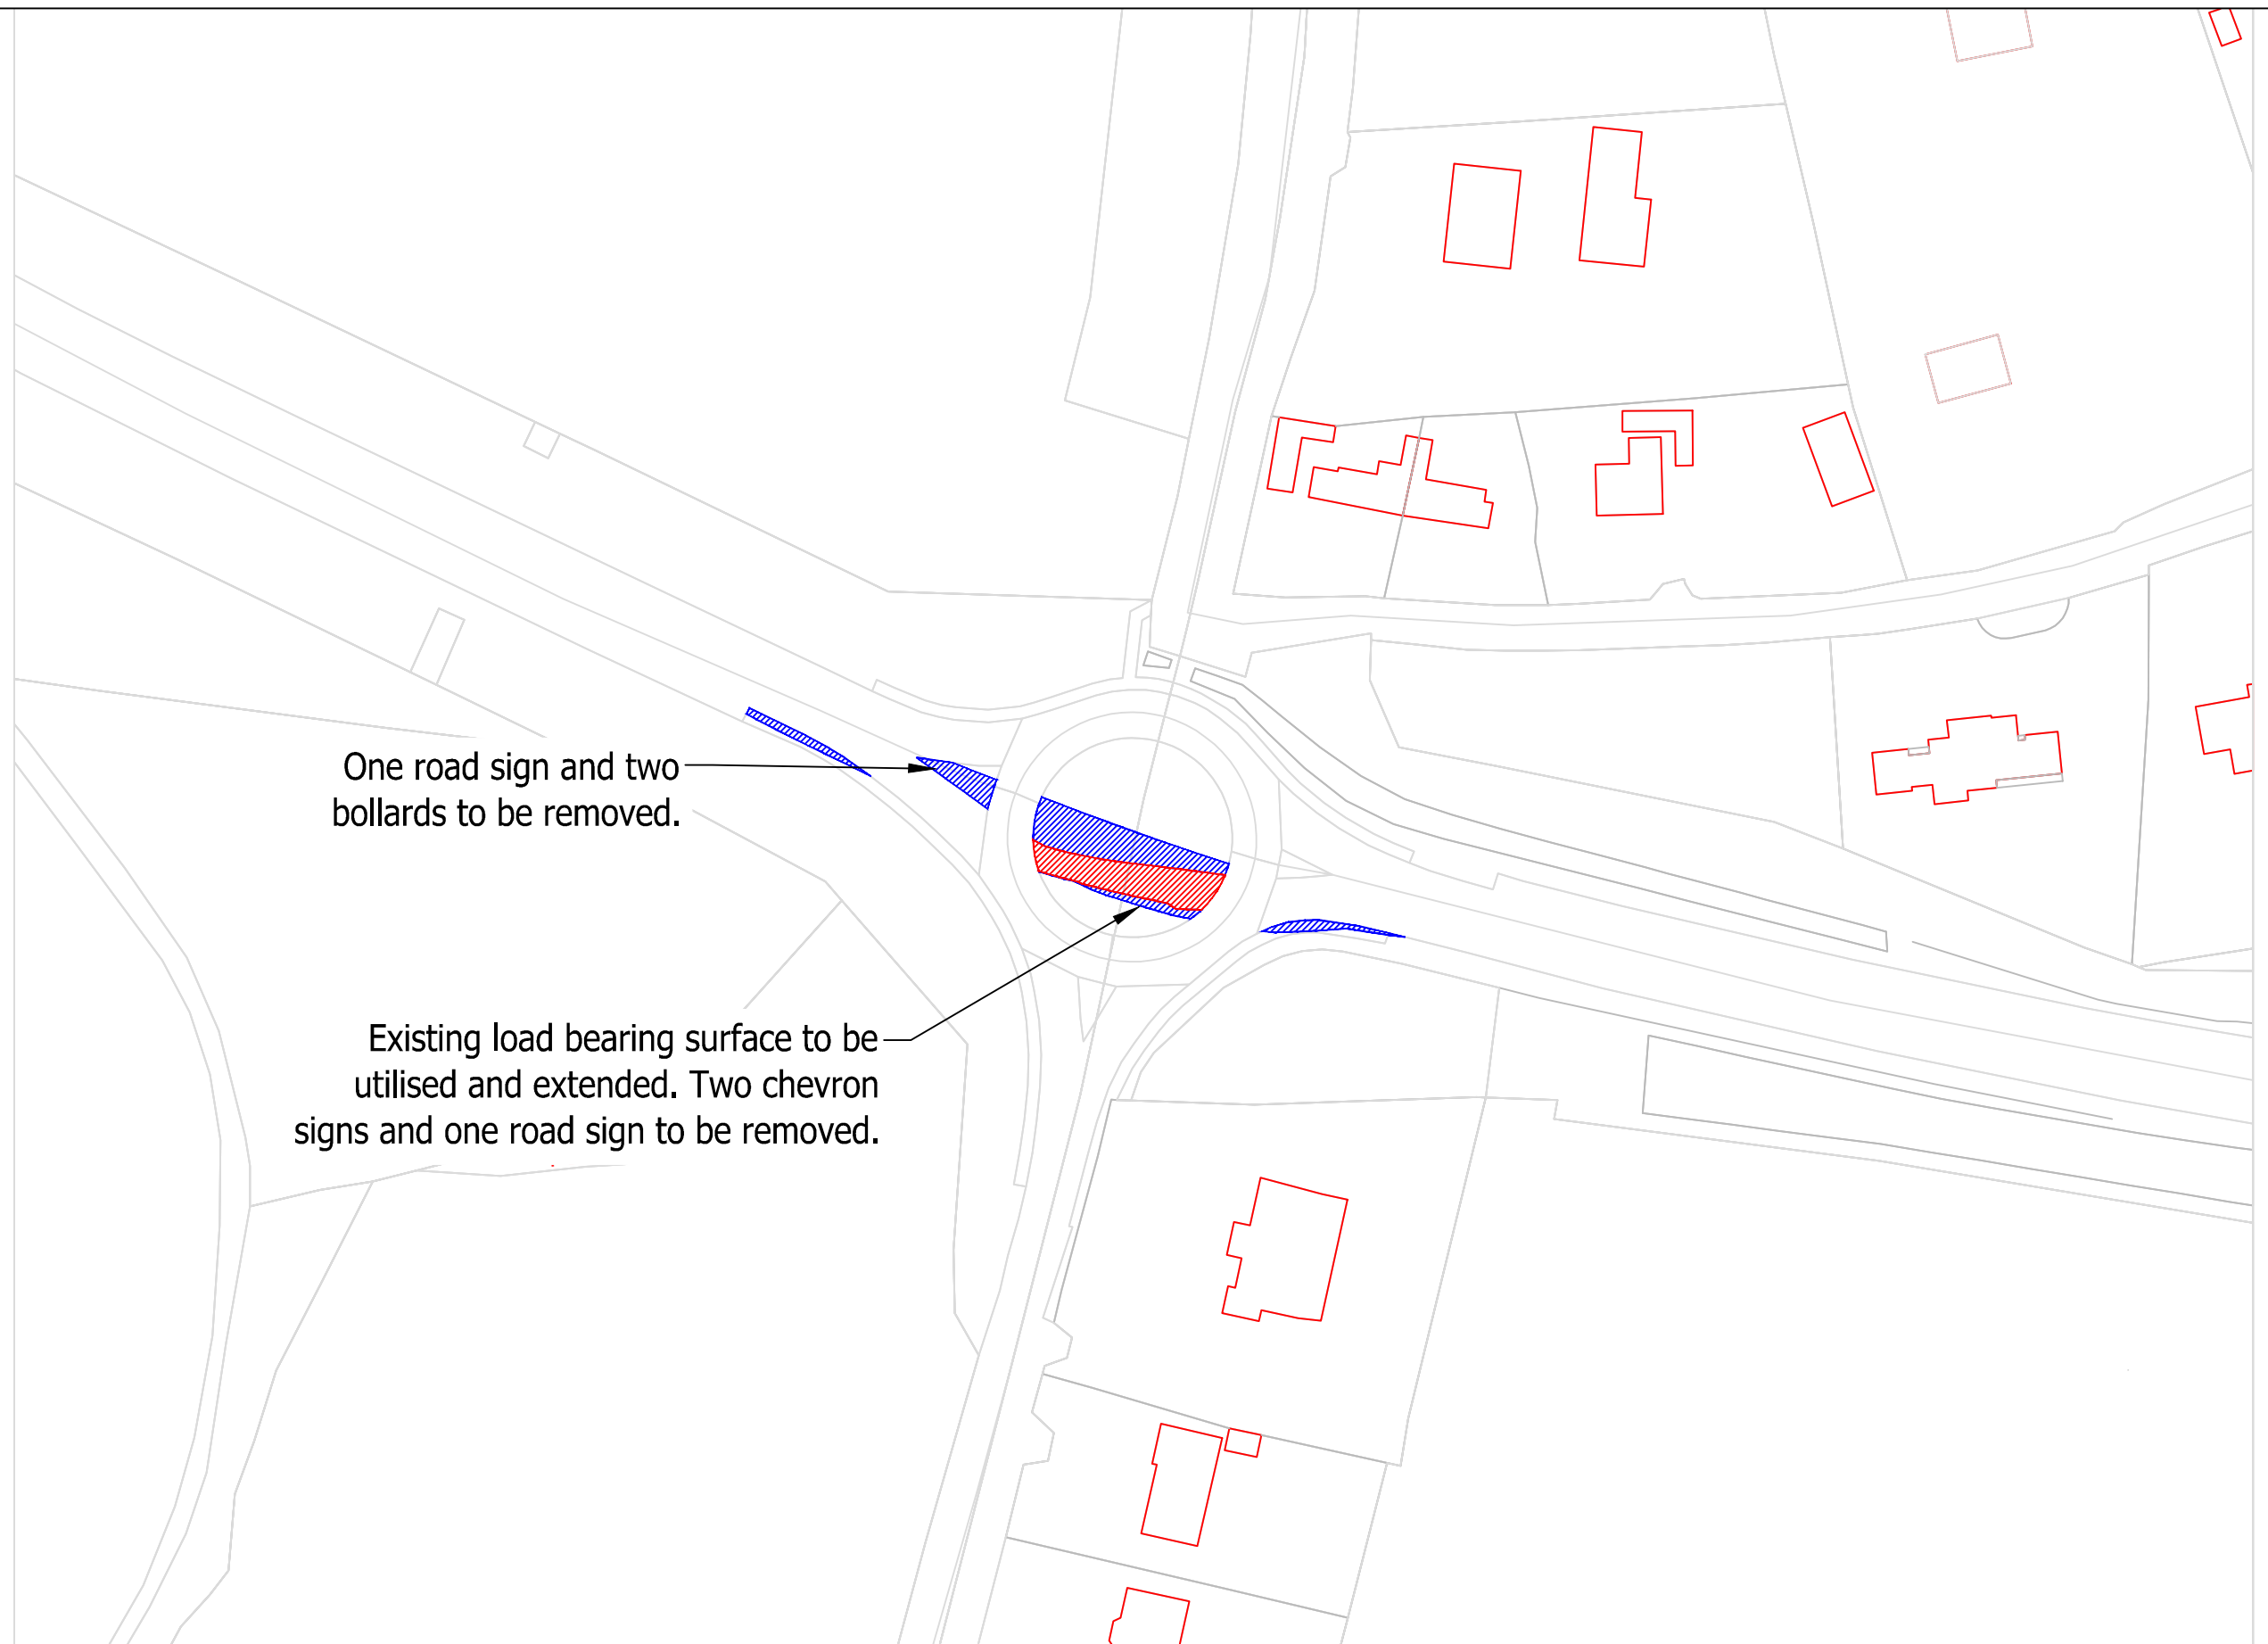 One road sign and two
bollards to be removed.
Existing load bearing surface to be
utilised and extended. Two chevron
signs and one road sign to be removed.